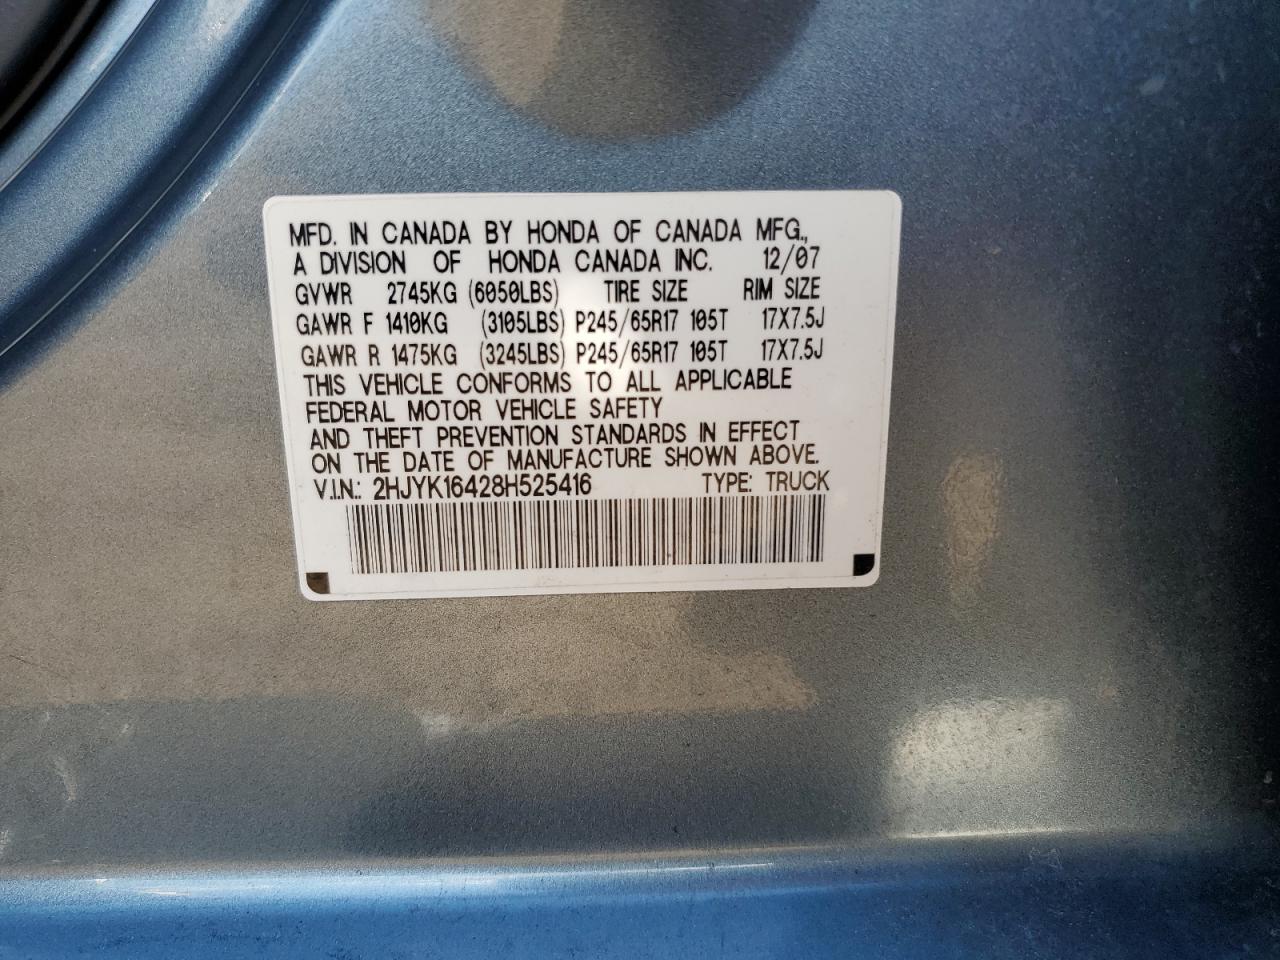 MFD. IN CANADA BY HONDA OF CANADA MFG.,
A DIVISION OF HONDA CANADA INC. 12/07
GVWR 2745KG (6050LBS) TIRE SIZE RIM SIZE
GAWR F 1410KG (3105LBS) P245/65R17 105T 17X7.5J
GAWR R 1475KG (3245LBS) P245/65R17 105T 17X7.5J
THIS VEHICLE CONFORMS TO ALL APPLICABLE
FEDERAL MOTOR VEHICLE SAFETY
AND THEFT PREVENTION STANDARDS IN EFFECT
ON THE DATE OF MANUFACTURE SHOWN ABOVE.
V.I.N.: 2HJYK16428H525416 TYPE: TRUCK